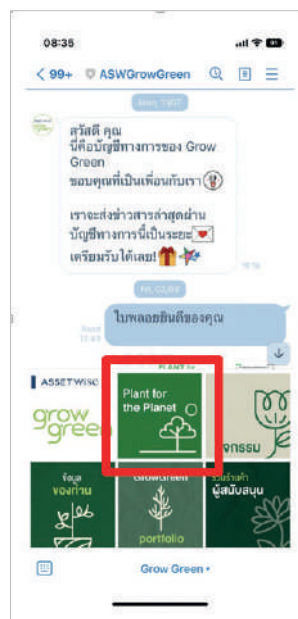 08:35
99+
ASWGrowGreen
สวัสดี คุณ
นี่คือบัญชีทางการของ Grow
Green
ขอบคุณที่เป็นเพื่อนกับเรา
เราจะส่งข่าวสารล่าสุดผ่าน
บัญชีทางการนี้เป็นระยะ
เตรียมรับได้เลย!
ใบพลอยยินดีของคุณ
ASSETWISE
grow
green
Plant for
the Planet
กิจกรรม
ข้อมูล
ของท่าน
GrowGreen
portfolio
รวมร้านค้า
ผู้สนับสนุน
Grow Green